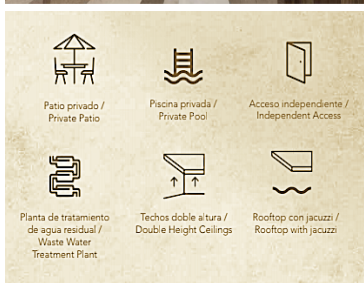 Patio privado /
Private Patio
Piscina privada /
Private Pool
Acceso independiente /
Independent Access
Planta de tratamiento
de agua residual /
Waste Water
Treatment Plant
Techos doble altura /
Double Height Ceilings
Rooftop con jacuzzi /
Rooftop with jacuzzi